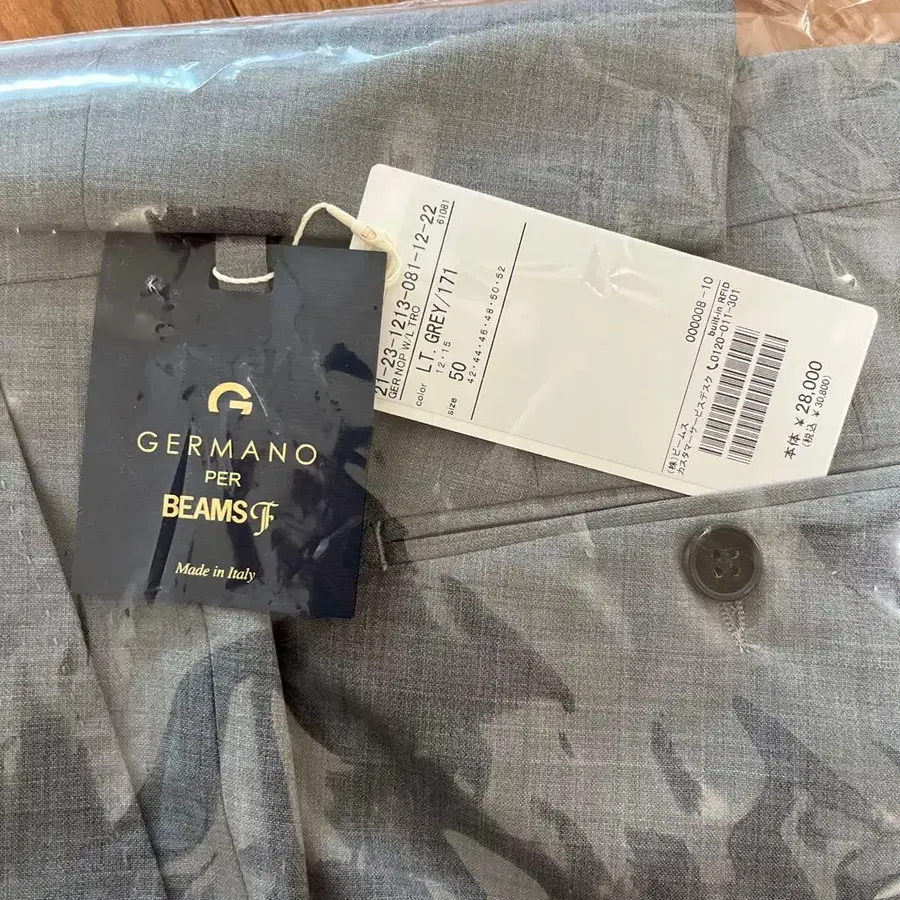 G
GERMANO
PER
BEAMS F
Made in Italy
21-23-1213-081-12-22
GER NOP W/L TRO
61081
color
LT.GREY/171
12·15
size
50
42·44·46·48·50·52
000008-10
built-in RFID
(株)ビームス
カスタマーサービスデスク 0120-011-301
本体 ¥ 28,000
(税込 ¥ 30,800)